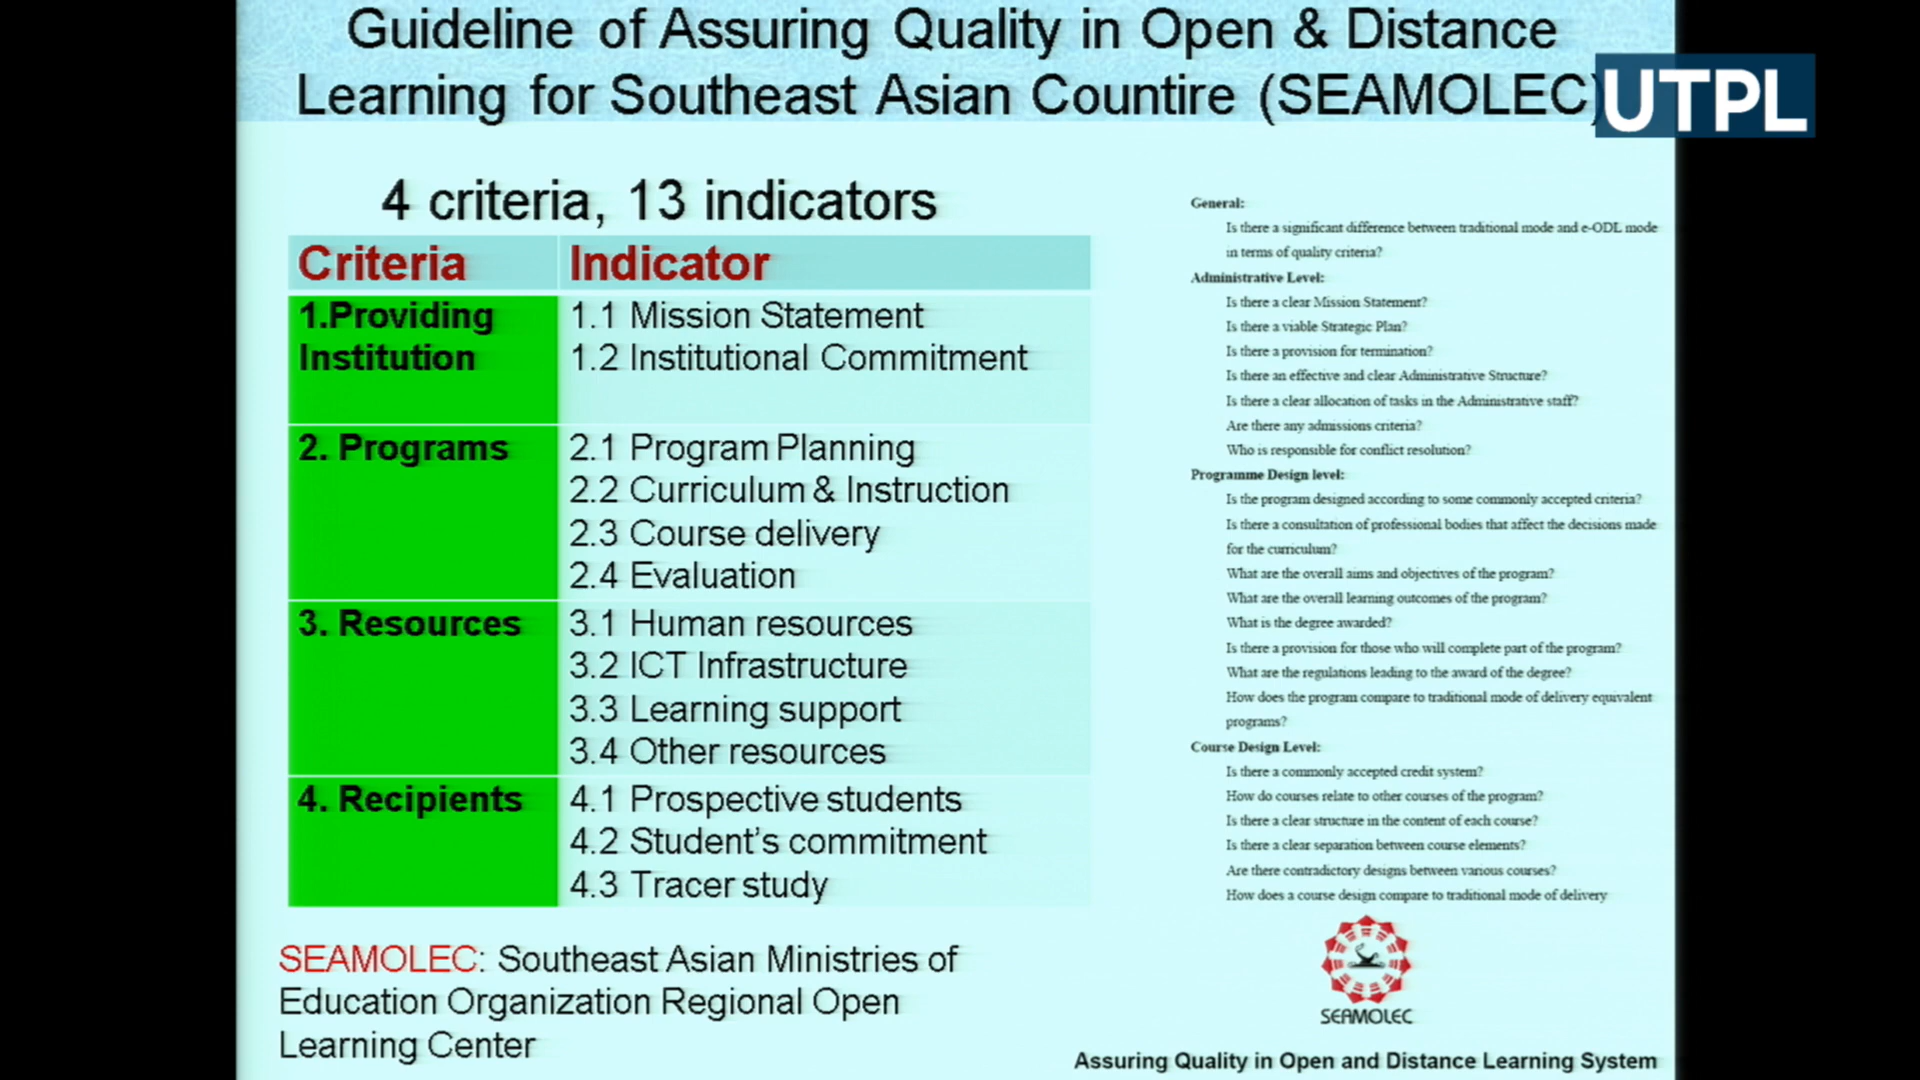 Guideline of Assuring Quality in Open & Distance
Learning for Southeast Asian Countire (SEAMOLEC)
UTPL
4 criteria, 13 indicators
Criteria
Indicator
1.Providing
Institution
1.1 Mission Statement
1.2 Institutional Commitment
2. Programs
2.1 Program Planning
2.2 Curriculum & Instruction
2.3 Course delivery
2.4 Evaluation
3. Resources
3.1 Human resources
3.2 ICT Infrastructure
3.3 Learning support
3.4 Other resources
4. Recipients
4.1 Prospective students
4.2 Student's commitment
4.3 Tracer study
SEAMOLEC: Southeast Asian Ministries of
Education Organization Regional Open
Learning Center
General:
Is there a significant difference between traditional mode and e-ODL mode
in terms of quality criteria?
Administrative Level:
Is there a clear Mission Statement?
Is there a viable Strategic Plan?
Is there a provision for termination?
Is there an effective and clear Administrative Structure?
Is there a clear allocation of tasks in the Administrative staff?
Are there any admissions criteria?
Who is responsible for conflict resolution?
Programme Design level:
Is the program designed according to some commonly accepted criteria?
Is there a consultation of professional bodies that affect the decisions made
for the curriculum?
What are the overall aims and objectives of the program?
What are the overall learning outcomes of the program?
What is the degree awarded?
Is there a provision for those who will complete part of the program?
What are the regulations leading to the award of the degree?
How does the program compare to traditional mode of delivery equivalent
programs?
Course Design Level:
Is there a commonly accepted credit system?
How do courses relate to other courses of the program?
Is there a clear structure in the content of each course?
Is there a clear separation between course elements?
Are there contradictory designs between various courses?
How does a course design compare to traditional mode of delivery
SEAMOLEC
Assuring Quality in Open and Distance Learning System